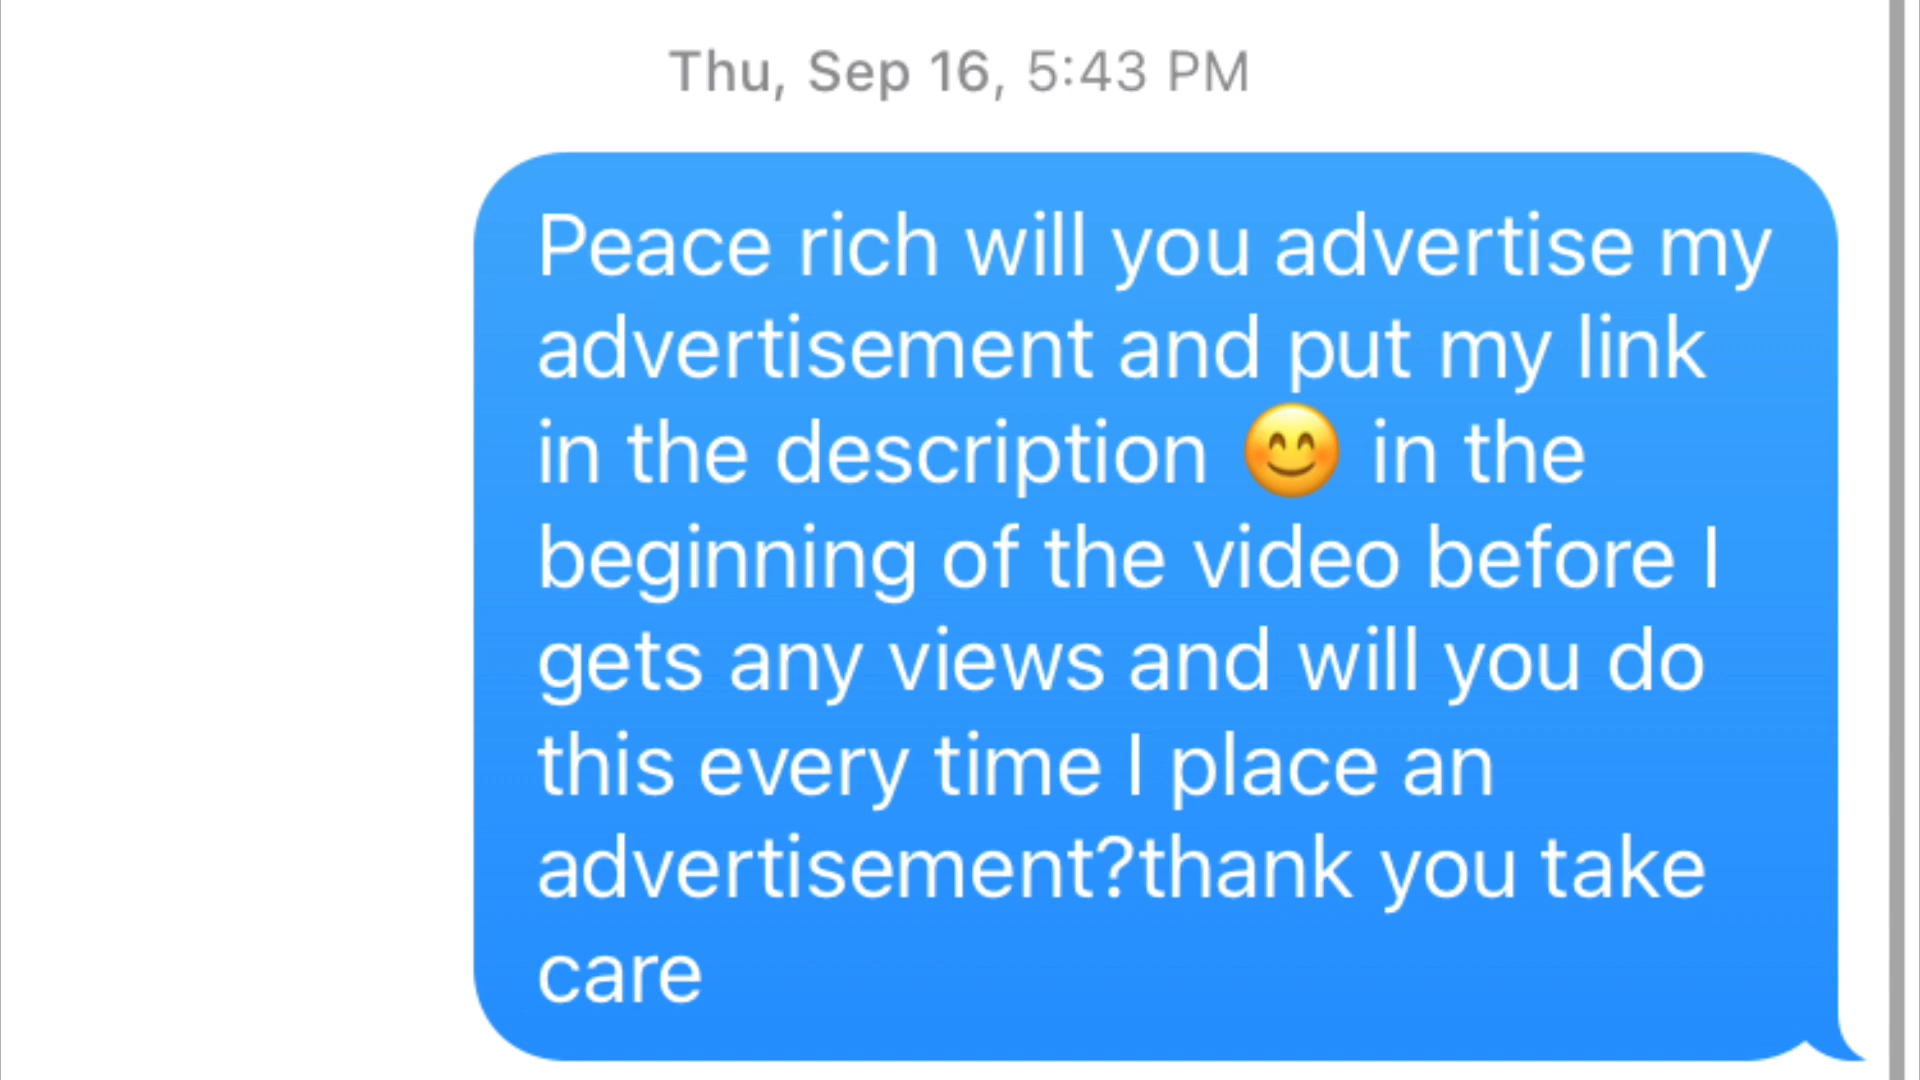 Thu, Sep 16, 5:43 PM
Peace rich will you advertise my
advertisement and put my link
in the description 😊 in the
beginning of the video before I
gets any views and will you do
this every time I place an
advertisement?thank you take
care